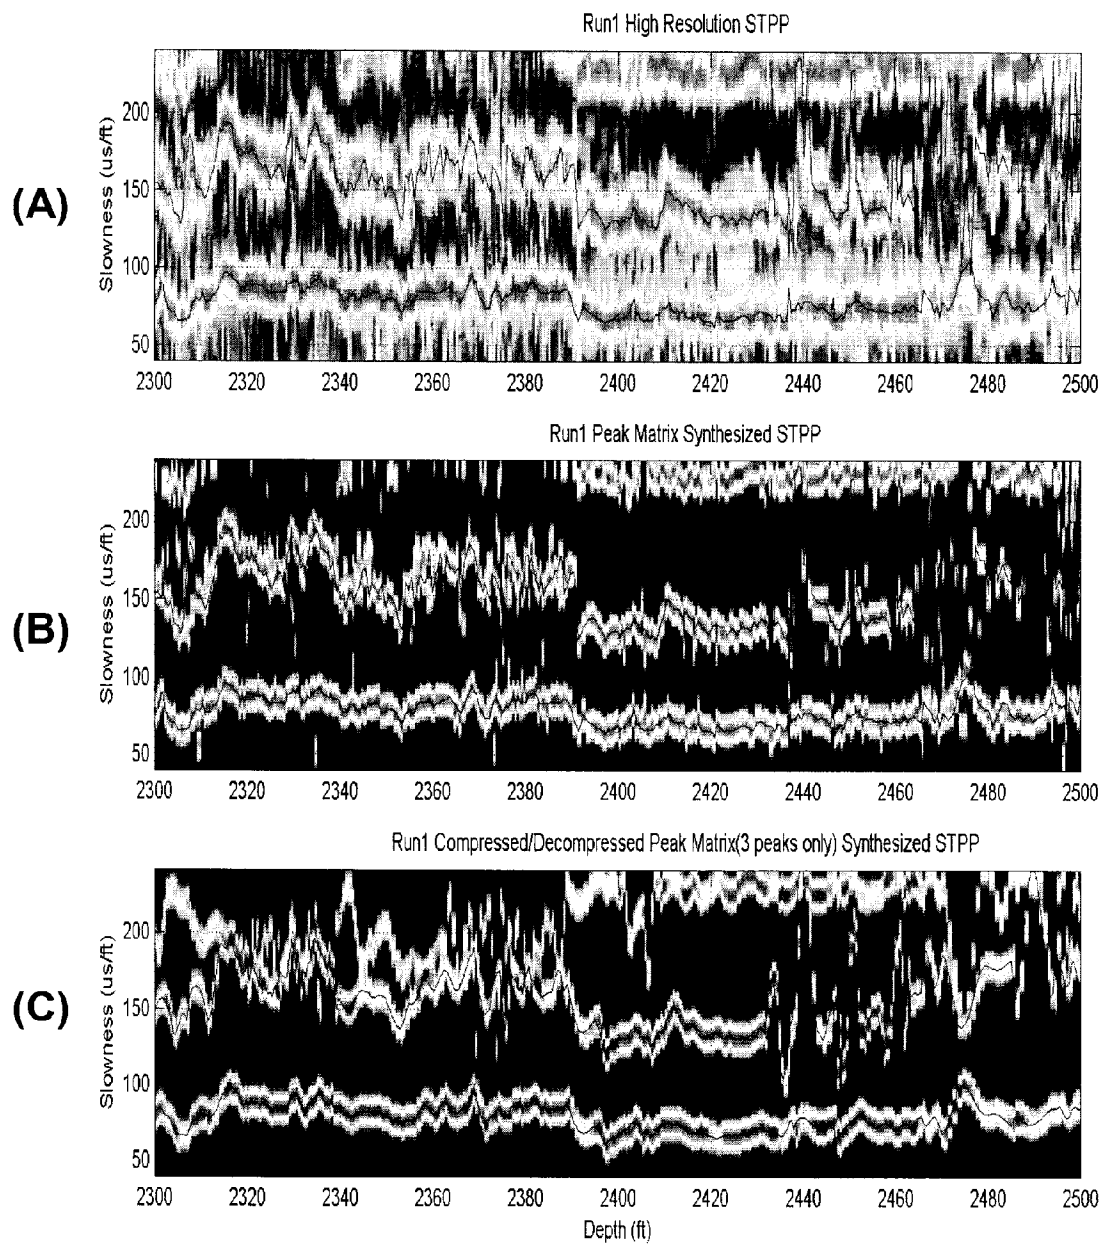 Run1 High Resolution STPP
(A)
Slowness (us/ft)
200
150
100
50
2300 2320 2340 2360 2380 2400 2420 2440 2460 2480 2500
Run1 Peak Matrix Synthesized STPP
(B)
Slowness (us/ft)
200
150
100
50
2300 2320 2340 2360 2380 2400 2420 2440 2460 2480 2500
Run1 Compressed/Decompressed Peak Matrix(3 peaks only) Synthesized STPP
(C)
Slowness (us/ft)
200
150
100
50
2300 2320 2340 2360 2380 2400 2420 2440 2460 2480 2500
Depth (ft)